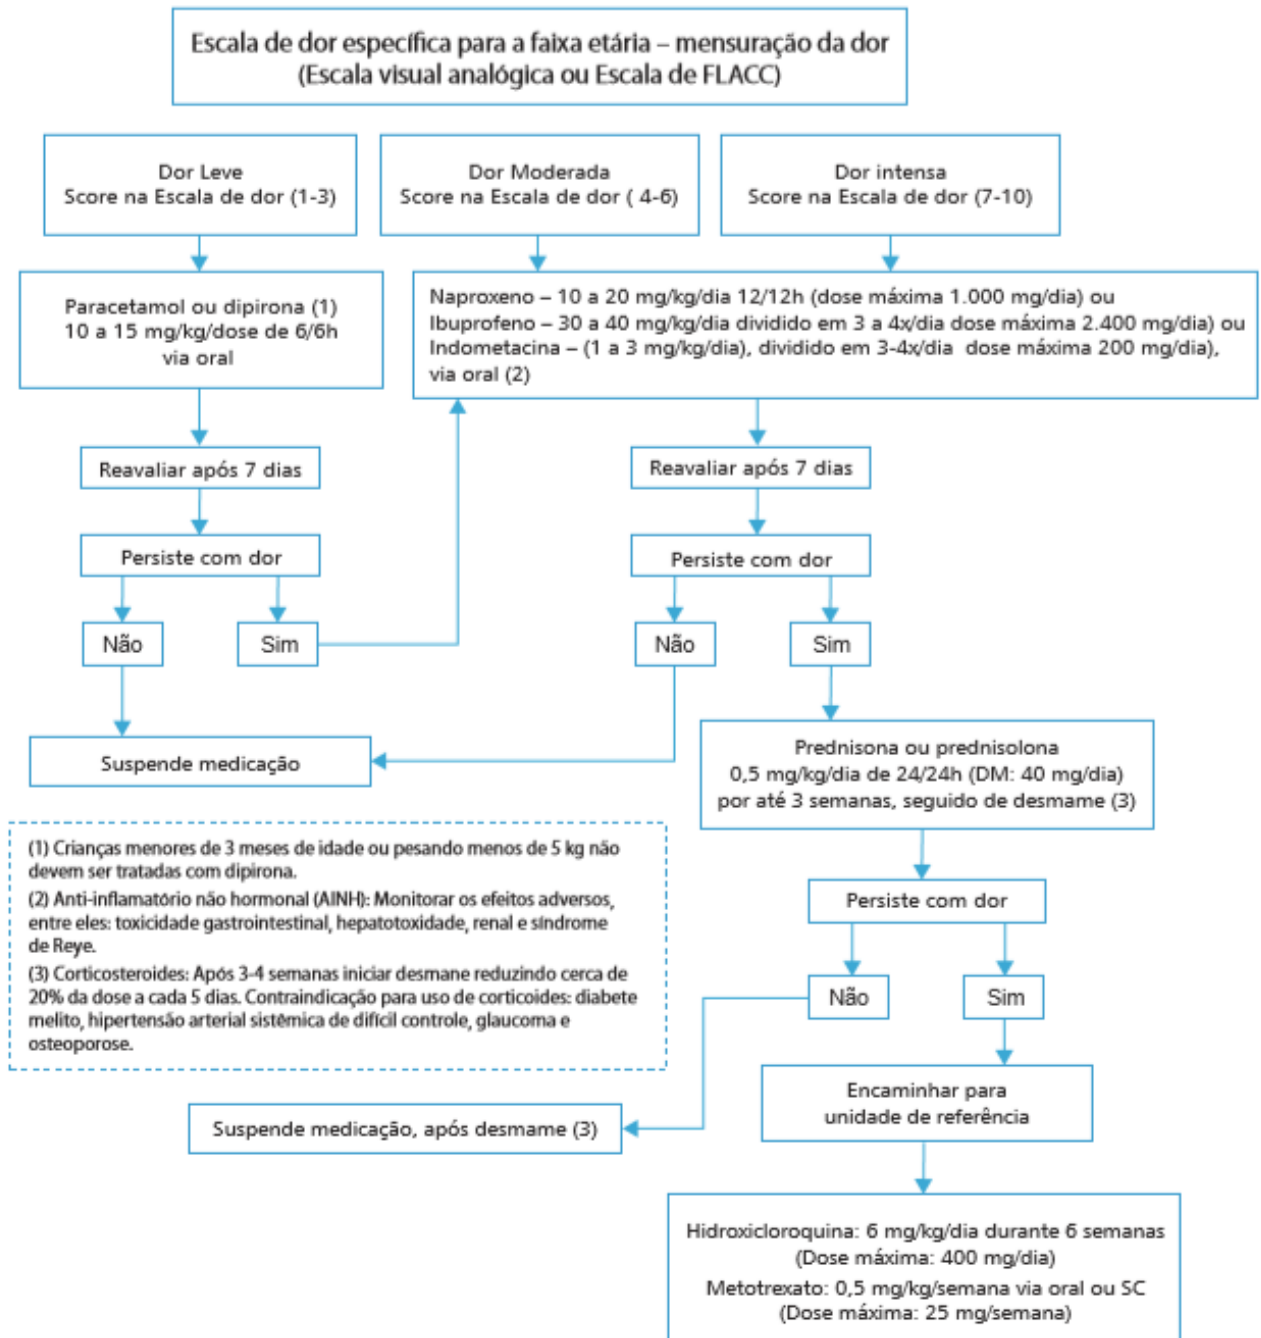 Escala de dor específica para a faixa etária – mensuração da dor
(Escala visual analógica ou Escala de FLACC)
Dor Leve
Score na Escala de dor (1-3)
Dor Moderada
Score na Escala de dor ( 4-6)
Dor intensa
Score na Escala de dor (7-10)
Paracetamol ou dipirona (1)
10 a 15 mg/kg/dose de 6/6h
via oral
Naproxeno – 10 a 20 mg/kg/dia 12/12h (dose máxima 1.000 mg/dia) ou
Ibuprofeno – 30 a 40 mg/kg/dia dividido em 3 a 4x/dia dose máxima 2.400 mg/dia) ou
Indometacina – (1 a 3 mg/kg/dia), dividido em 3-4x/dia dose máxima 200 mg/dia),
via oral (2)
Reavaliar após 7 dias
Reavaliar após 7 dias
Persiste com dor
Persiste com dor
Não
Sim
Não
Sim
Suspende medicação
Prednisona ou prednisolona
0,5 mg/kg/dia de 24/24h (DM: 40 mg/dia)
por até 3 semanas, seguido de desmame (3)
(1) Crianças menores de 3 meses de idade ou pesando menos de 5 kg não
devem ser tratadas com dipirona.
(2) Anti-inflamatório não hormonal (AINH): Monitorar os efeitos adversos,
entre eles: toxicidade gastrointestinal, hepatotoxidade, renal e síndrome
de Reye.
(3) Corticosteroides: Após 3-4 semanas iniciar desmane reduzindo cerca de
20% da dose a cada 5 dias. Contraindicação para uso de corticoides: diabete
melito, hipertensão arterial sistêmica de difícil controle, glaucoma e
osteoporose.
Persiste com dor
Não
Sim
Encaminhar para
unidade de referência
Suspende medicação, após desmame (3)
Hidroxicloroquina: 6 mg/kg/dia durante 6 semanas
(Dose máxima: 400 mg/dia)
Metotrexato: 0,5 mg/kg/semana via oral ou SC
(Dose máxima: 25 mg/semana)